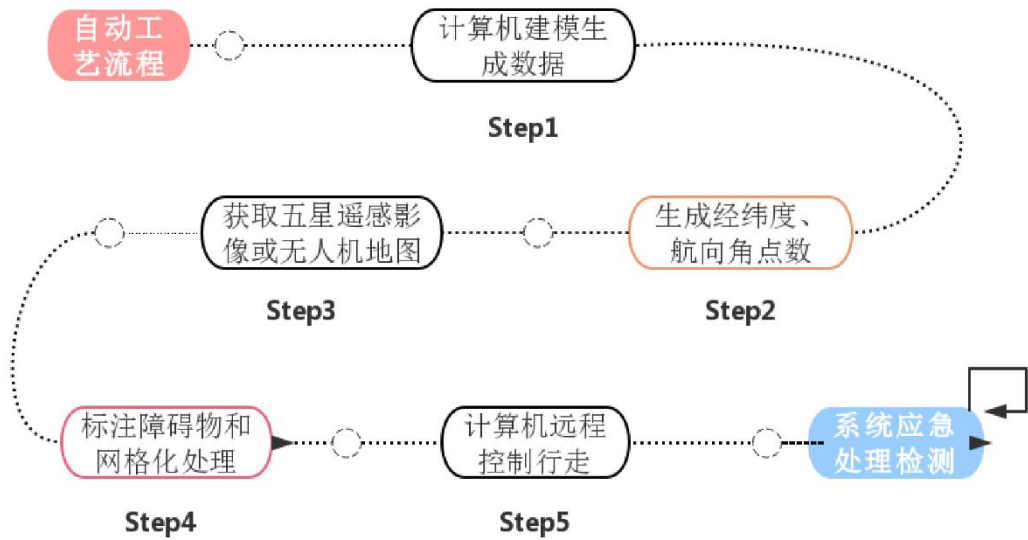 自动工
艺流程
计算机建模生
成数据
Step1
获取五星遥感影
像或无人机地图
生成经纬度、
航向角点数
Step3
Step2
标注障碍物和
网格化处理
计算机远程
控制行走
系统应急
处理检测
Step4
Step5